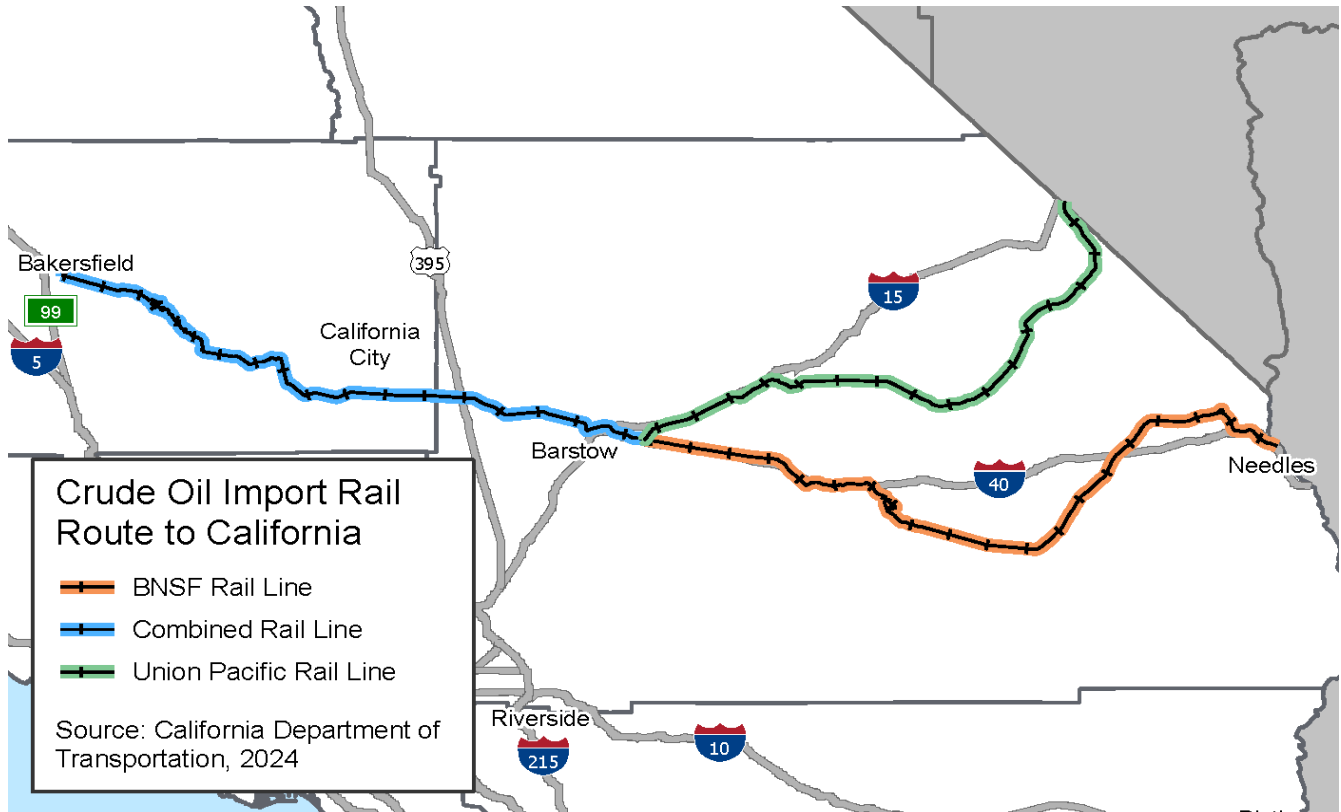 395
Bakersfield
99
5
California
City
15
Barstow
40
Needles
Crude Oil Import Rail
Route to California
BNSF Rail Line
Combined Rail Line
Union Pacific Rail Line
Source: California Department of
Transportation, 2024
Riverside
215
10